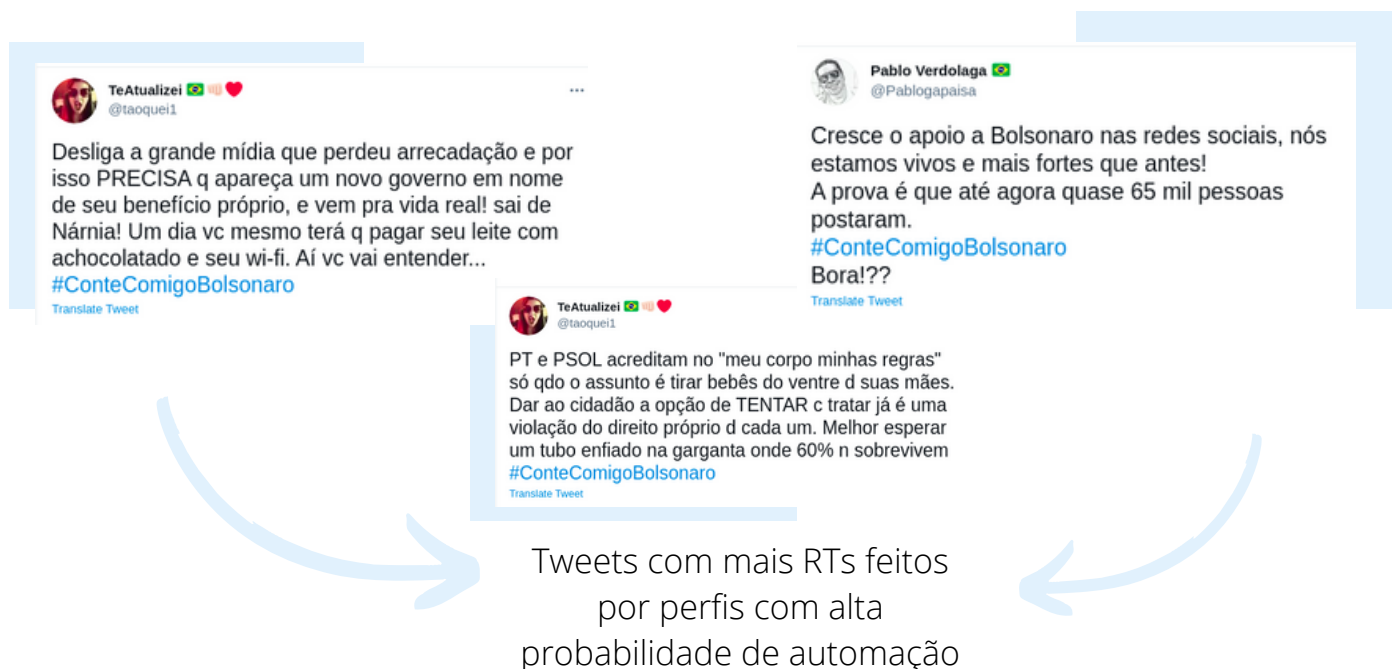 TeAtualizei 🇧🇷 👊🏻 ❤️
@taoquei1
...
Desliga a grande mídia que perdeu arrecadação e por
isso PRECISA q apareça um novo governo em nome
de seu benefício próprio, e vem pra vida real! sai de
Nárnia! Um dia vc mesmo terá q pagar seu leite com
achocolatado e seu wi-fi. Aí vc vai entender...
#ConteComigoBolsonaro
Translate Tweet
Pablo Verdolaga 🇧🇷
@Pablogapaisa
Cresce o apoio a Bolsonaro nas redes sociais, nós
estamos vivos e mais fortes que antes!
A prova é que até agora quase 65 mil pessoas
postaram.
#ConteComigoBolsonaro
Bora!??
Translate Tweet
TeAtualizei 🇧🇷 👊🏻 ❤️
@taoquei1
PT e PSOL acreditam no "meu corpo minhas regras"
só qdo o assunto é tirar bebês do ventre d suas mães.
Dar ao cidadão a opção de TENTAR c tratar já é uma
violação do direito próprio d cada um. Melhor esperar
um tubo enfiado na garganta onde 60% n sobrevivem
#ConteComigoBolsonaro
Translate Tweet
Tweets com mais RTs feitos
por perfis com alta
probabilidade de automação